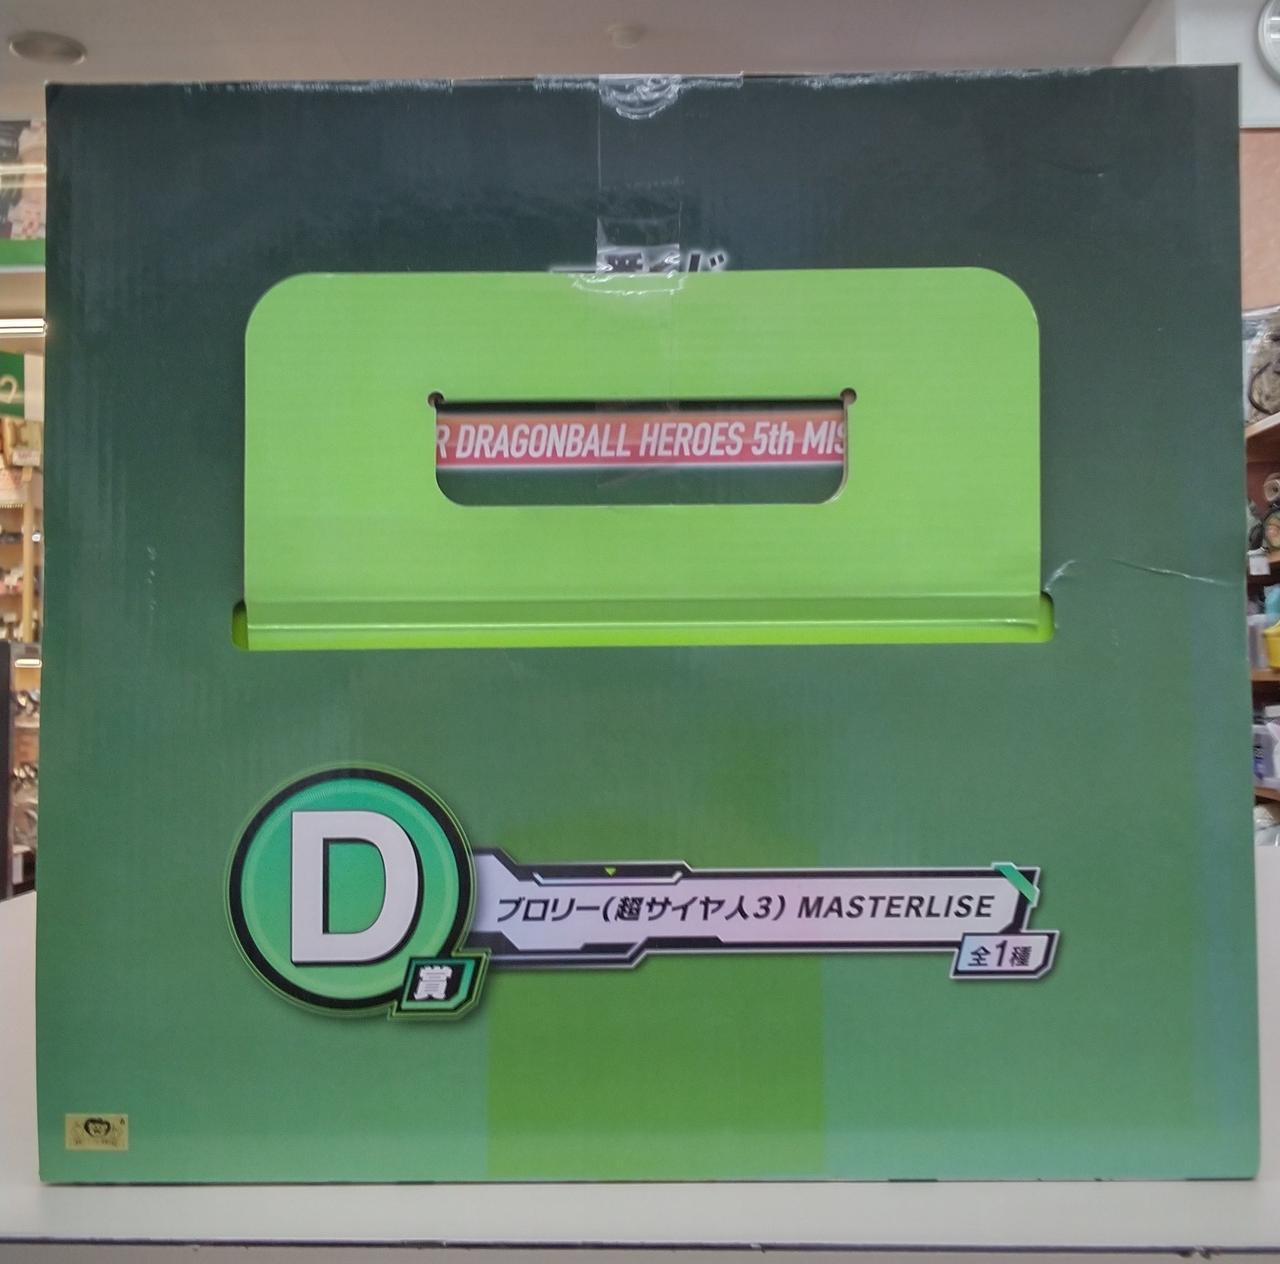 R DRAGONBALL HEROES 5th MIS
D
賞
ブロリー(超サイヤ人3) MASTERLISE
全1種